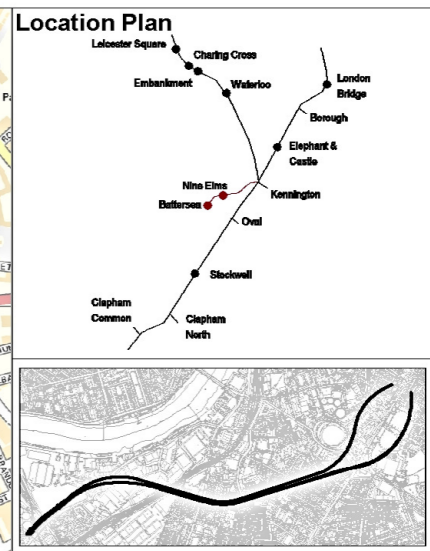 Location Plan
Leicester Square
Charing Cross
Embankment
Waterloo
London
Bridge
Borough
Elephant &
Castle
Nine Elms
Kennington
Battersea
Oval
Stockwell
Clapham
Common
Clapham
North